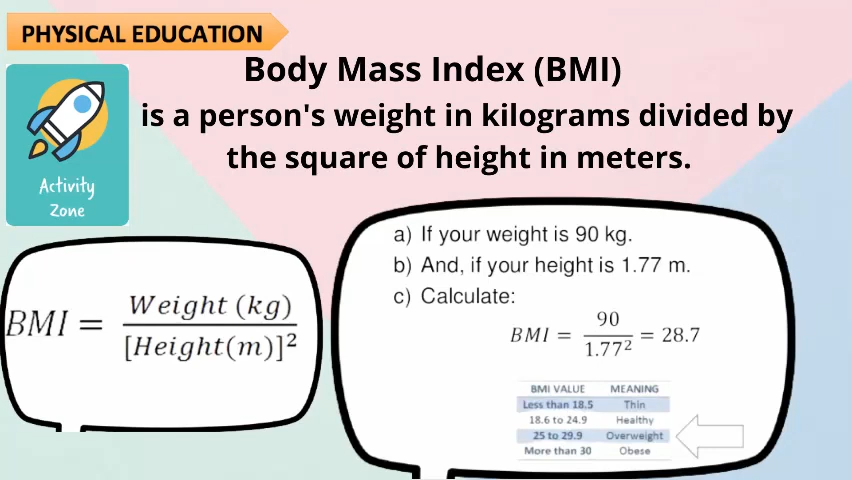 PHYSICAL EDUCATION
Body Mass Index (BMI)
is a person's weight in kilograms divided by
the square of height in meters.
Activity
Zone
BMI = Weight (kg) / [Height(m)]²
a) If your weight is 90 kg.
b) And, if your height is 1.77 m.
c) Calculate:
BMI = 90 / 1.77² = 28.7
BMI VALUE MEANING
Less than 18.5 Thin
18.6 to 24.9 Healthy
25 to 29.9 Overweight
More than 30 Obese